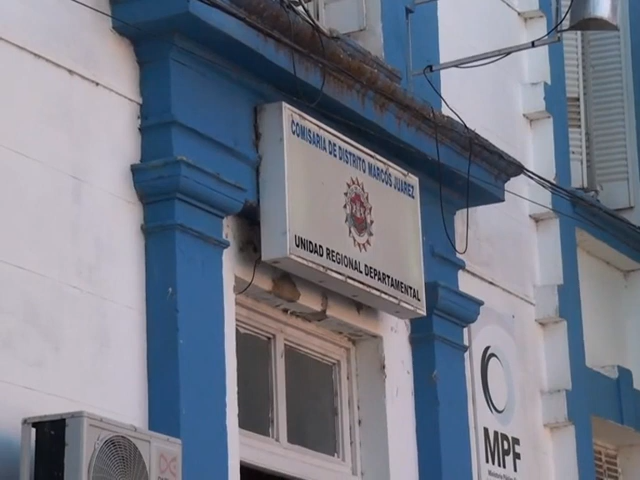 COMISARIA DE DISTRITO MARCOS JUAREZ
UNIDAD REGIONAL DEPARTAMENTAL
MPF